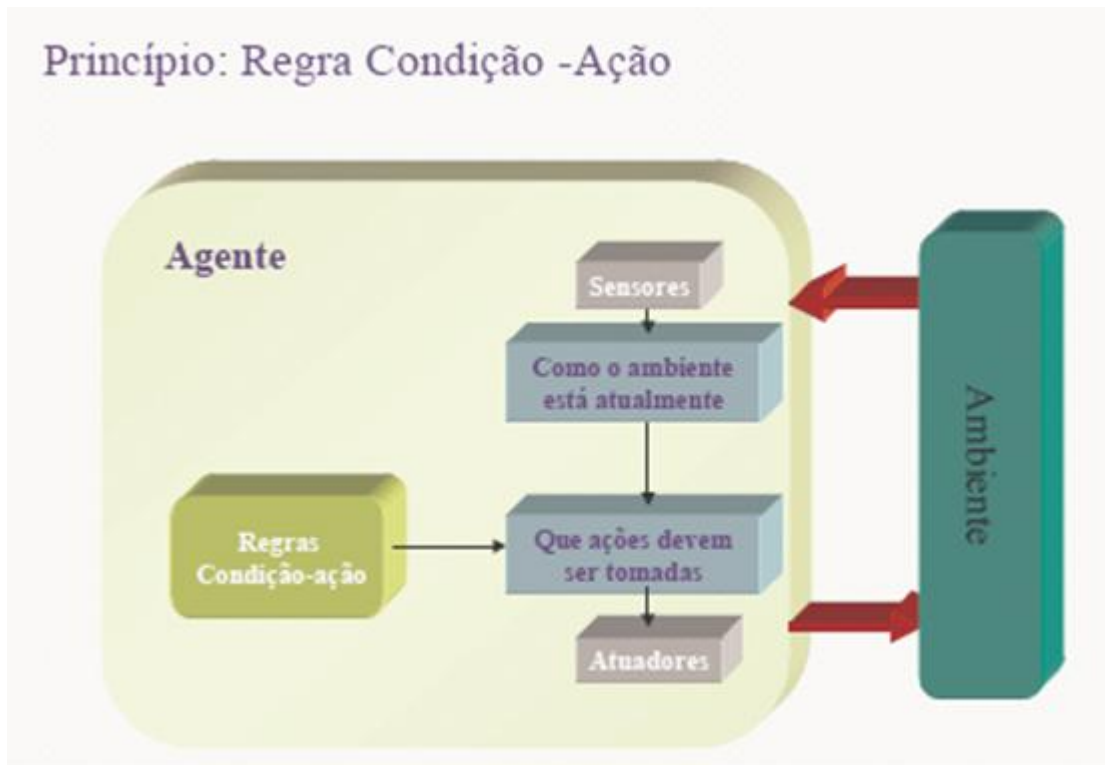 Princípio: Regra Condição -Ação
Agente
Sensores
Como o ambiente
está atualmente
Regras
Condição-ação
Que ações devem
ser tomadas
Atuadores
Ambiente